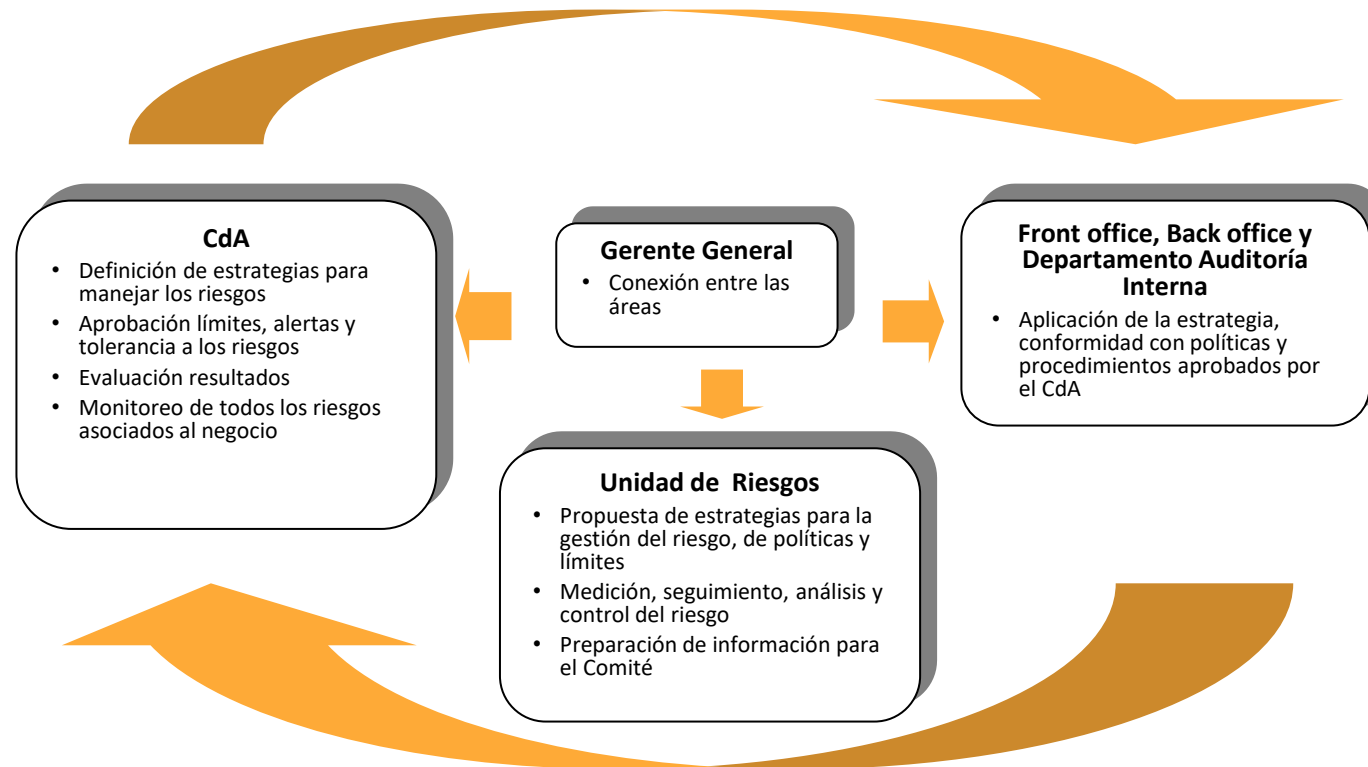 CdA
• Definición de estrategias para
manejar los riesgos
• Aprobación límites, alertas y
tolerancia a los riesgos
• Evaluación resultados
• Monitoreo de todos los riesgos
asociados al negocio
Gerente General
• Conexión entre las
áreas
Front office, Back office y
Departamento Auditoría
Interna
• Aplicación de la estrategia,
conformidad con políticas y
procedimientos aprobados por
el CdA
Unidad de Riesgos
• Propuesta de estrategias para la
gestión del riesgo, de políticas y
límites
• Medición, seguimiento, análisis y
control del riesgo
• Preparación de información para
el Comité